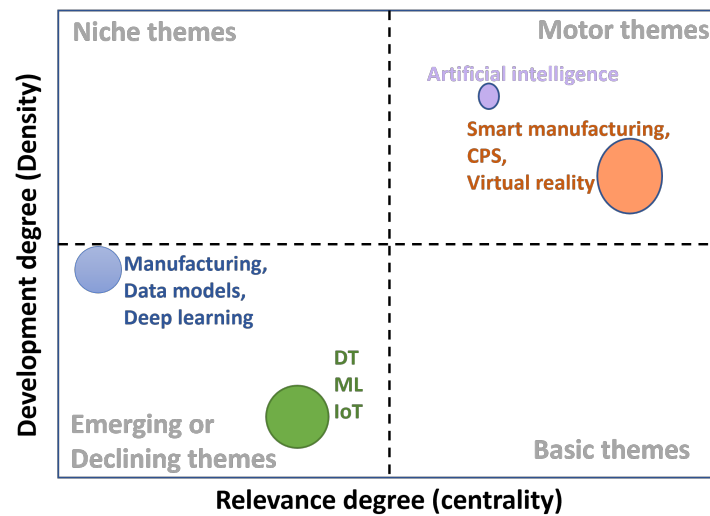 Niche themes
Motor themes
Artificial intelligence
Smart manufacturing,
CPS,
Virtual reality
Development degree (Density)
Manufacturing,
Data models,
Deep learning
DT
ML
IoT
Emerging or
Declining themes
Basic themes
Relevance degree (centrality)